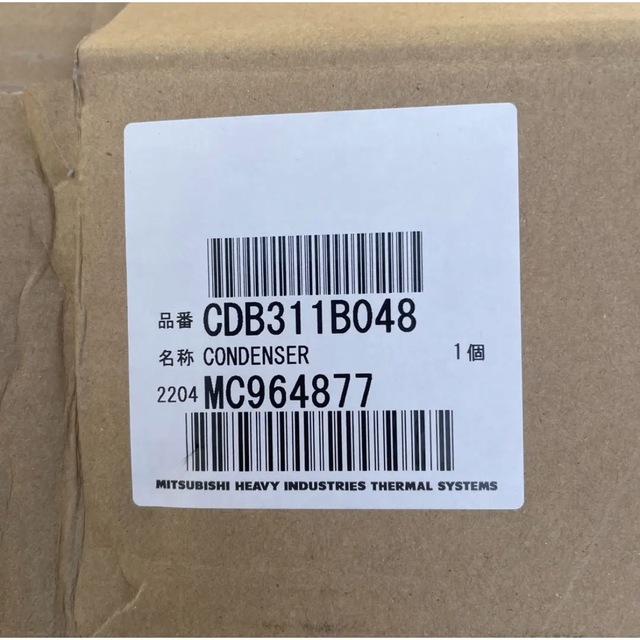 品番 CDB311B048
名称 CONDENSER 1個
2204 MC964877
MITSUBISHI HEAVY INDUSTRIES THERMAL SYSTEMS